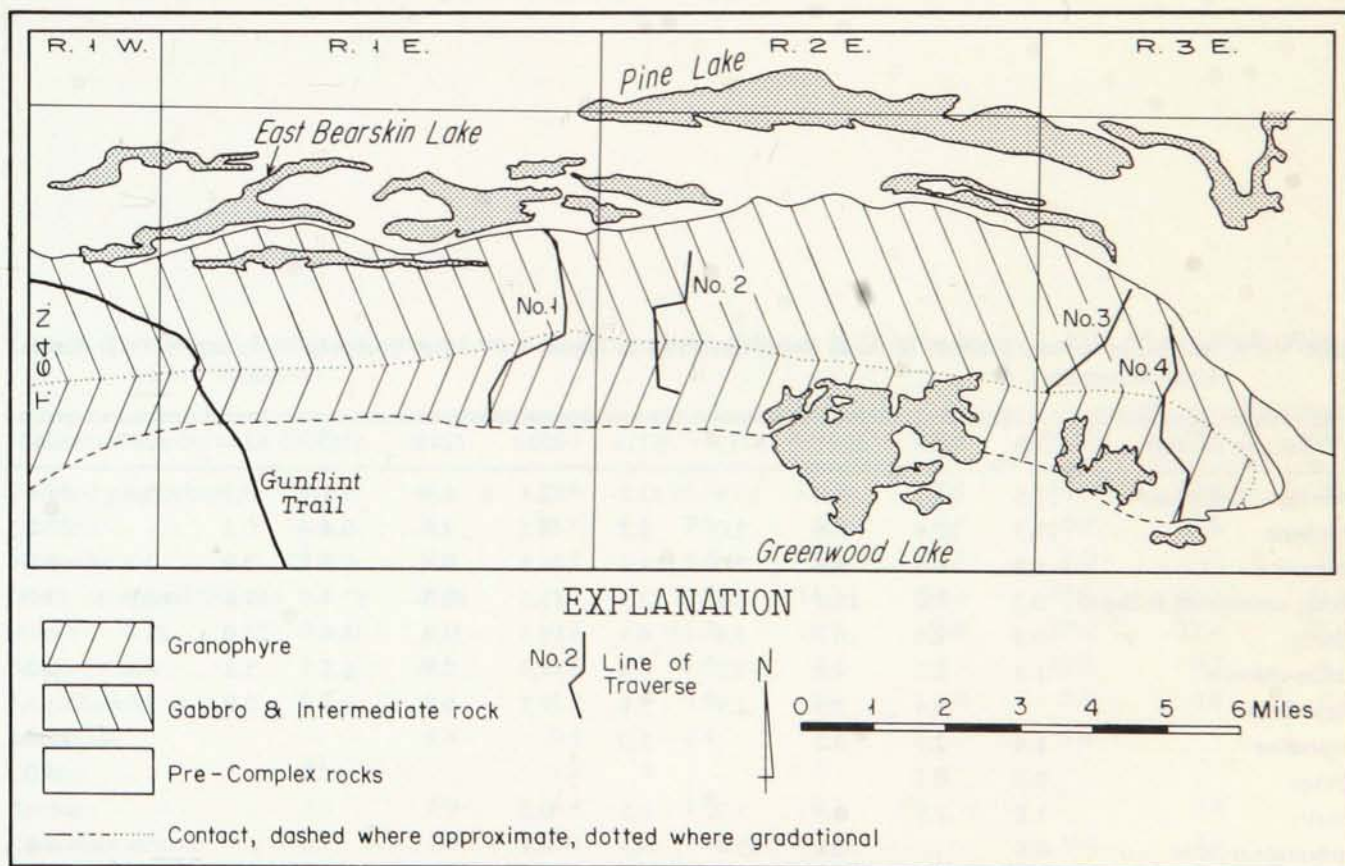 R. 1 W.
R. 1 E.
R. 2 E.
R. 3 E.
Pine Lake
East Bearskin Lake
No. 1
No. 2
No. 3
No. 4
T. 64 N.
Gunflint
Trail
Greenwood Lake
EXPLANATION
Granophyre
Gabbro & Intermediate rock
Pre-Complex rocks
Contact, dashed where approximate, dotted where gradational
No. 2
Line of
Traverse
N
0 1 2 3 4 5 6 Miles